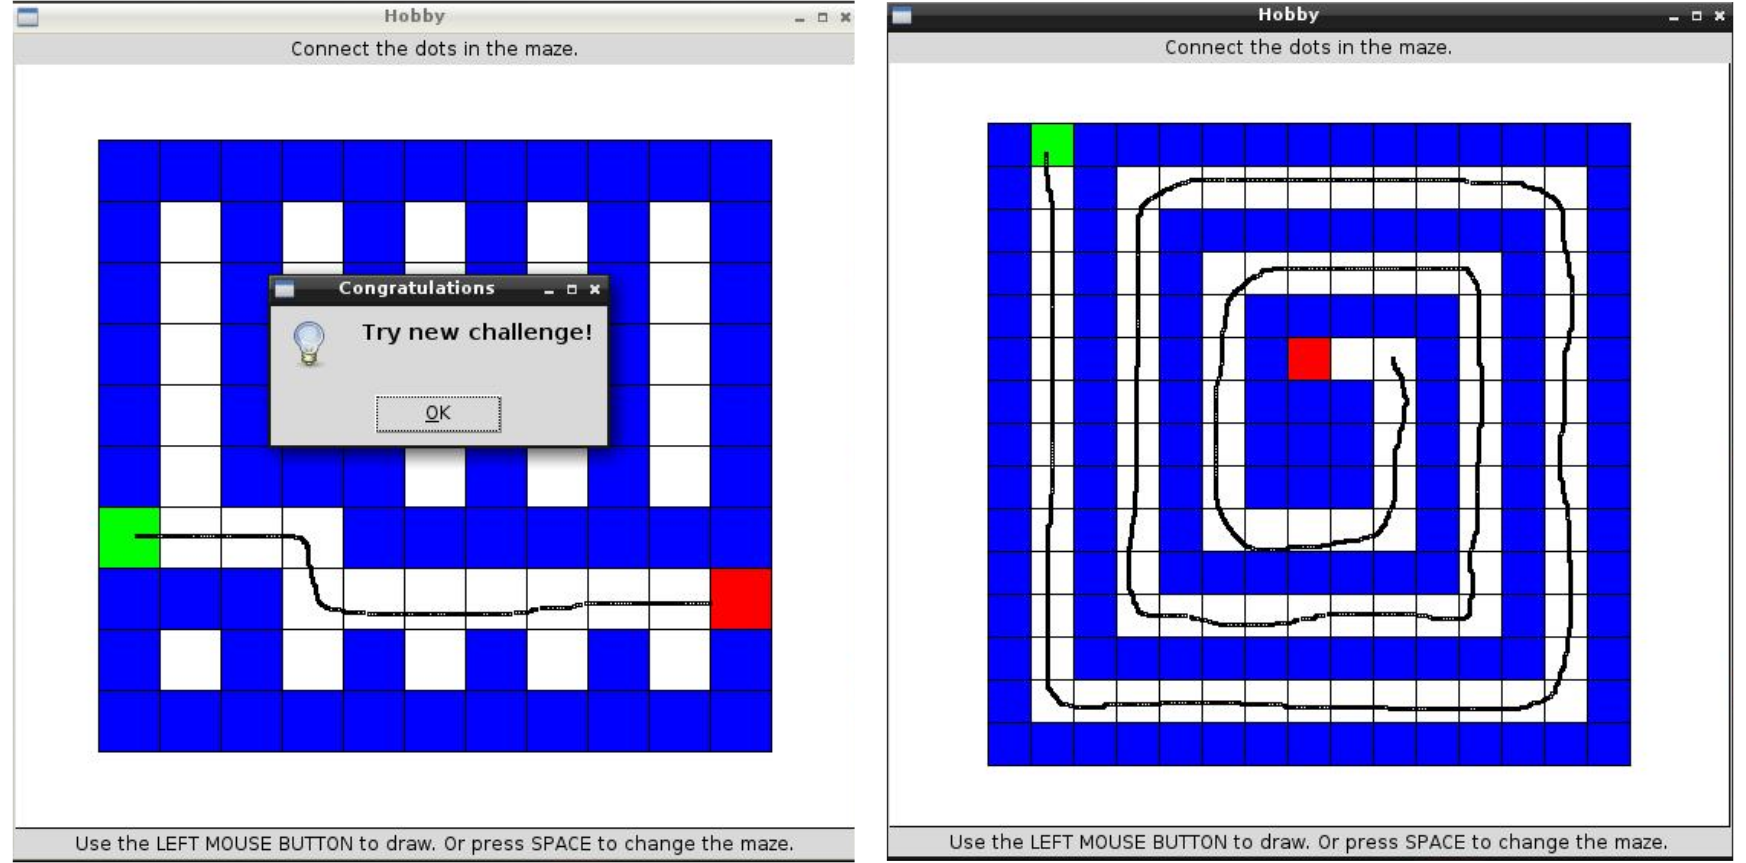 Hobby
Connect the dots in the maze.
Congratulations
Try new challenge!
OK
Use the LEFT MOUSE BUTTON to draw. Or press SPACE to change the maze.
Hobby
Connect the dots in the maze.
Use the LEFT MOUSE BUTTON to draw. Or press SPACE to change the maze.